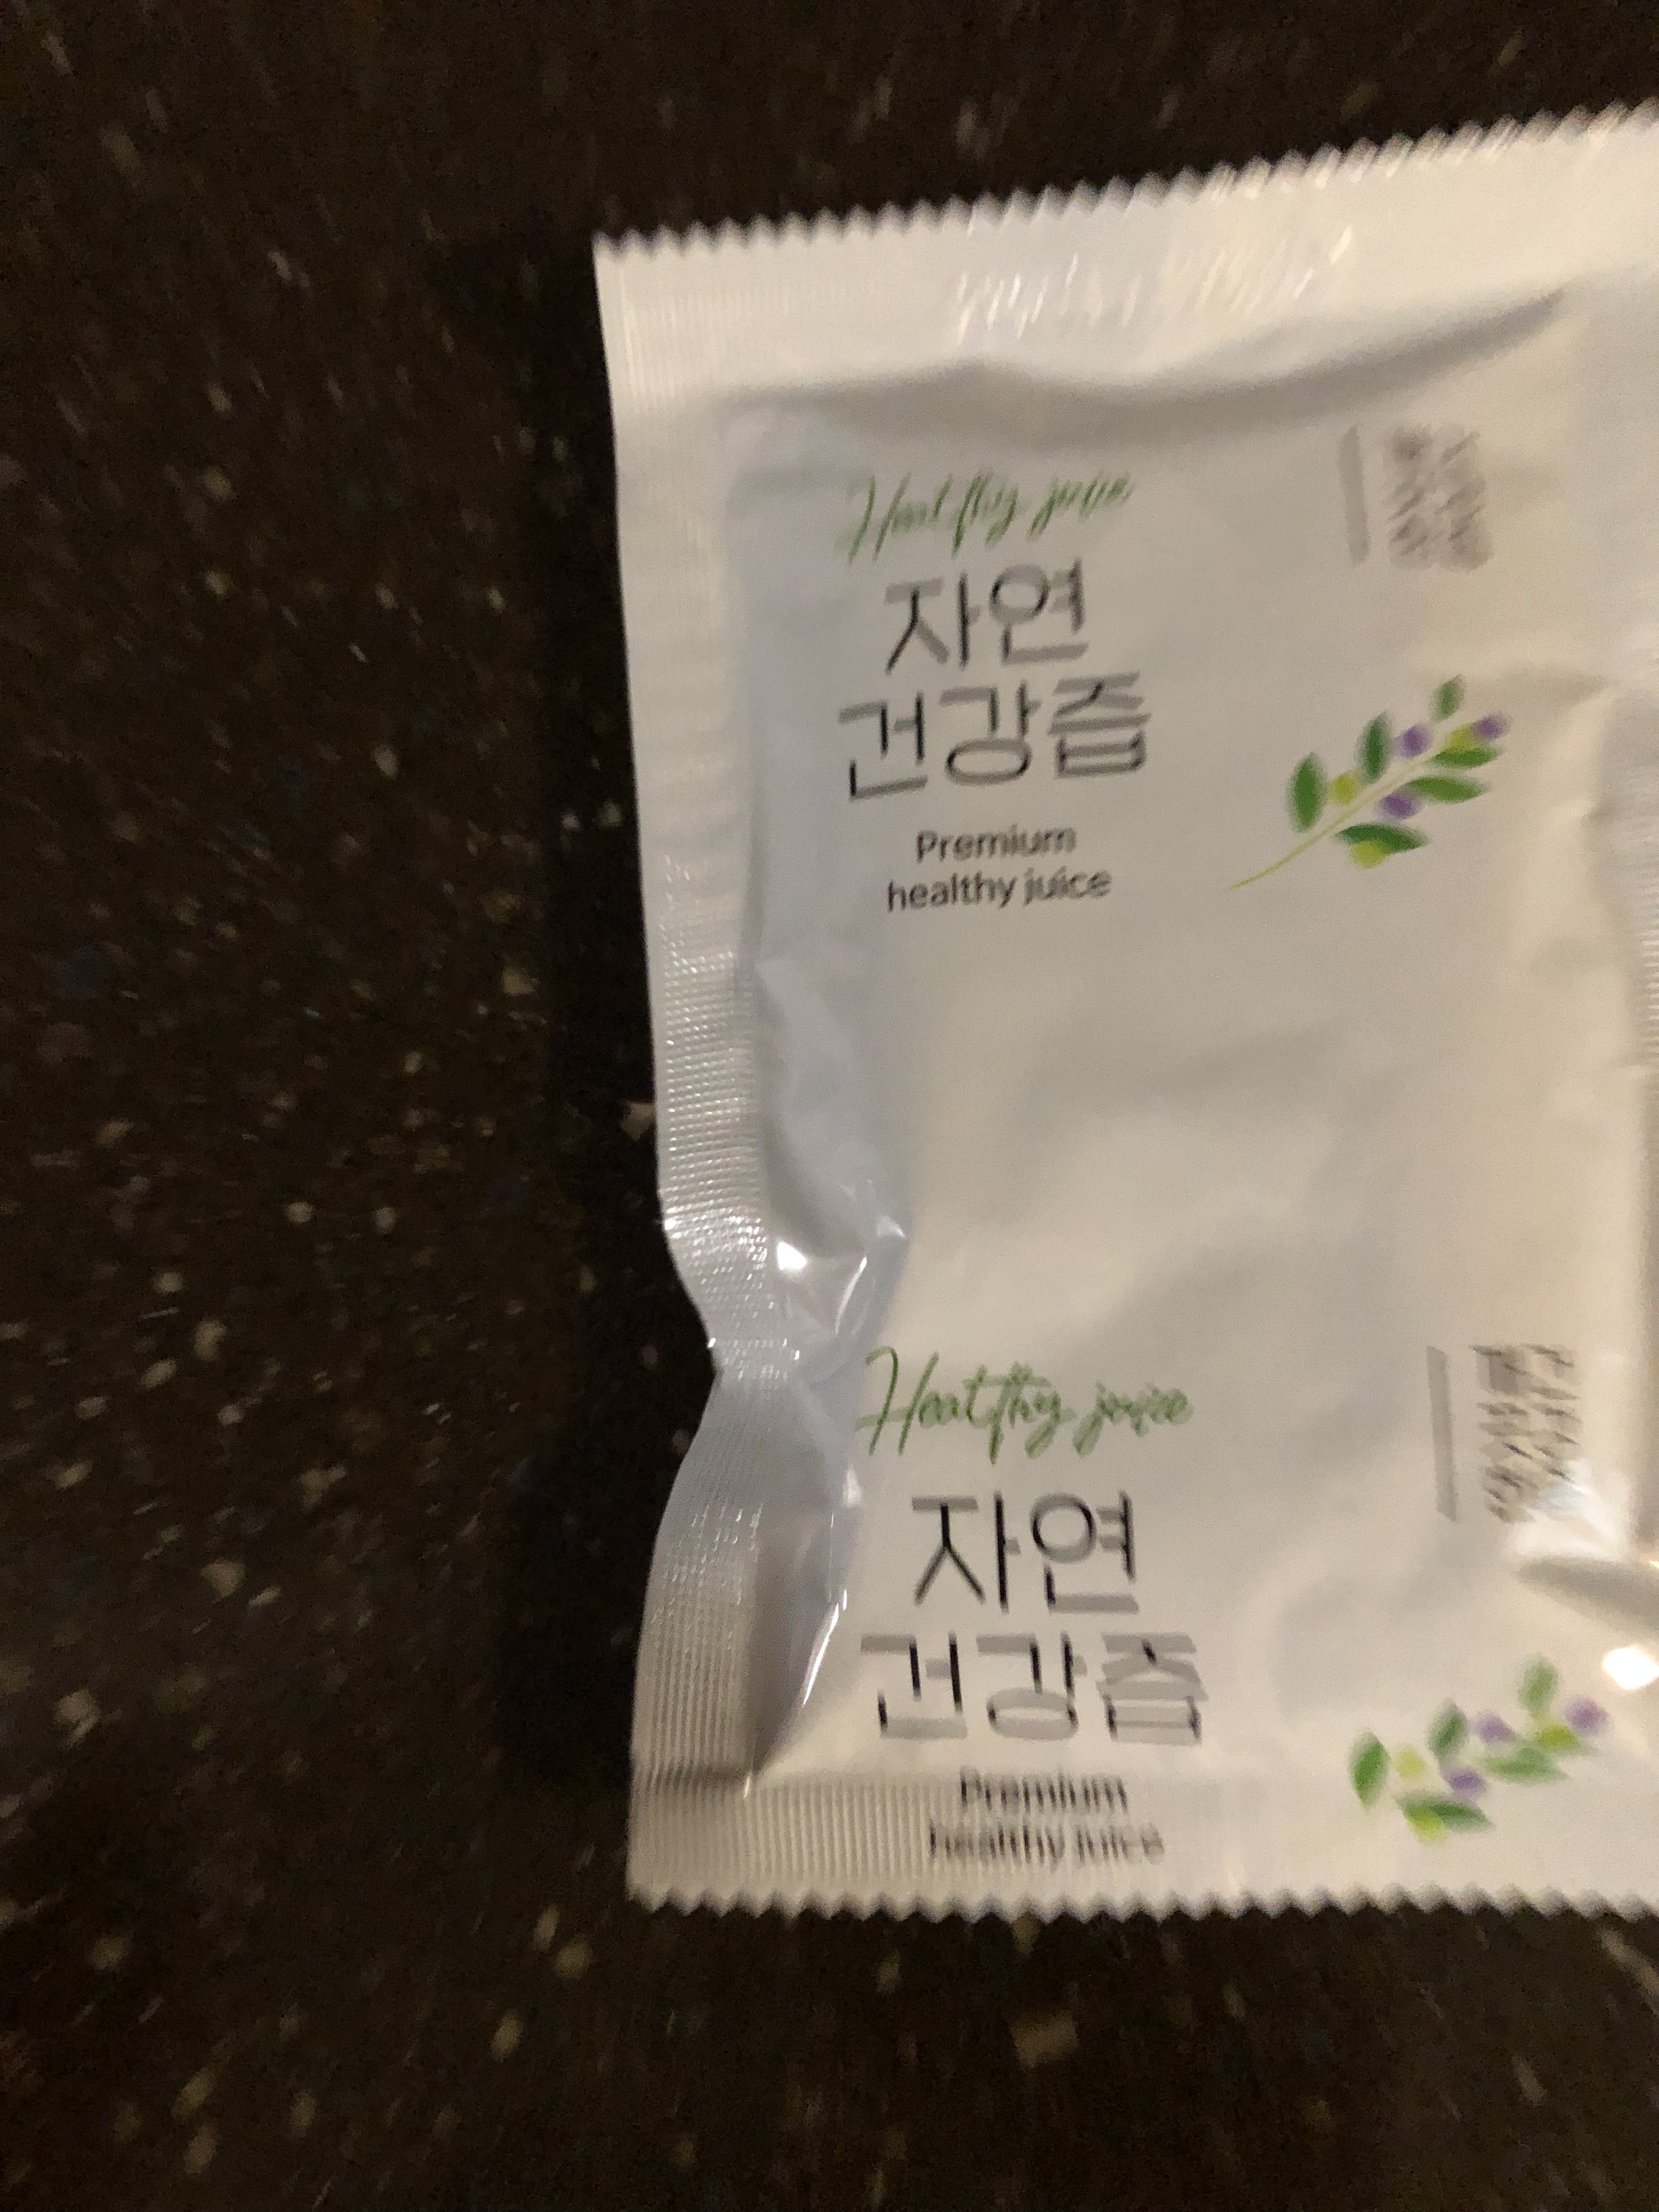 Healthy juice
자연
건강즙
Premium
healthy juice
Healthy juice
자연
건강즙
Premium
healthy juice